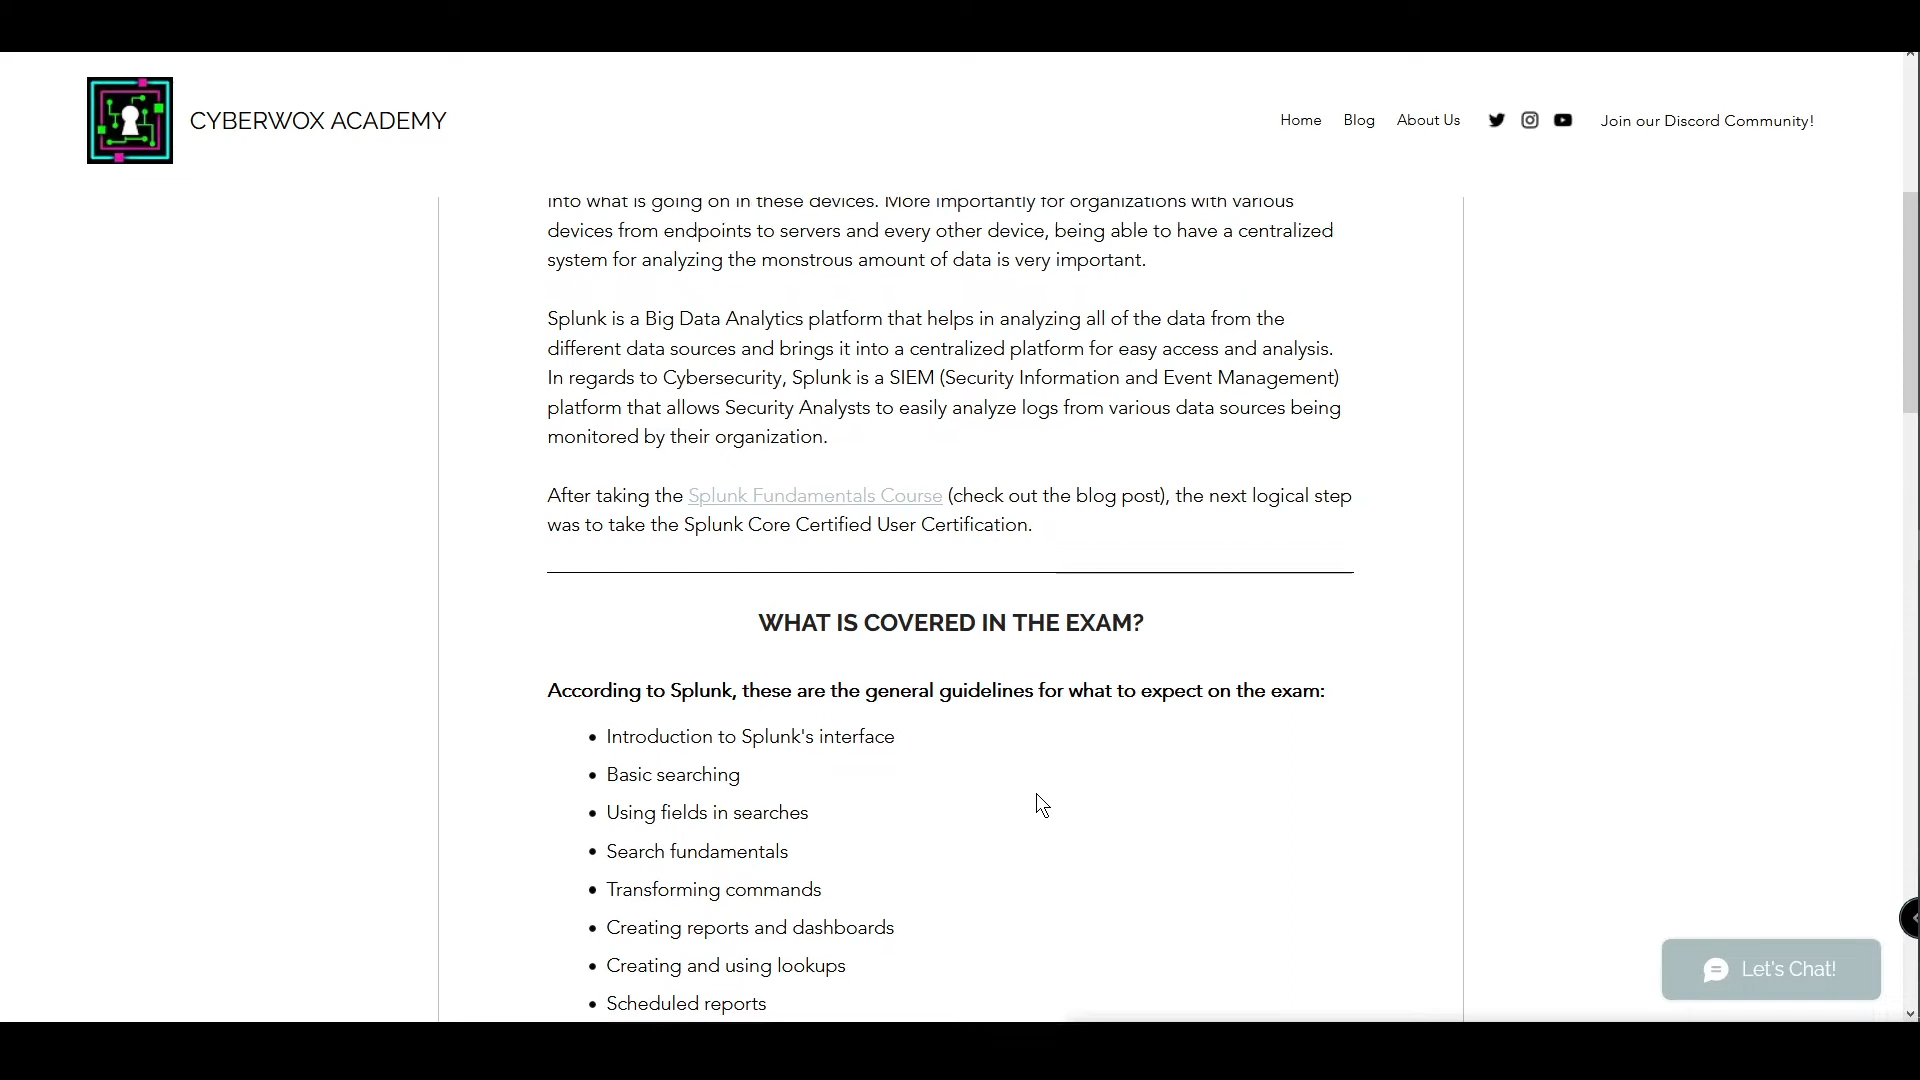 CYBERWOX ACADEMY
Home
Blog
About Us
Join our Discord Community!
into what is going on in these devices. More importantly for organizations with various
devices from endpoints to servers and every other device, being able to have a centralized
system for analyzing the monstrous amount of data is very important.
Splunk is a Big Data Analytics platform that helps in analyzing all of the data from the
different data sources and brings it into a centralized platform for easy access and analysis.
In regards to Cybersecurity, Splunk is a SIEM (Security Information and Event Management)
platform that allows Security Analysts to easily analyze logs from various data sources being
monitored by their organization.
After taking the Splunk Fundamentals Course (check out the blog post), the next logical step
was to take the Splunk Core Certified User Certification.
WHAT IS COVERED IN THE EXAM?
According to Splunk, these are the general guidelines for what to expect on the exam:
• Introduction to Splunk's interface
• Basic searching
• Using fields in searches
• Search fundamentals
• Transforming commands
• Creating reports and dashboards
• Creating and using lookups
• Scheduled reports
Let's Chat!